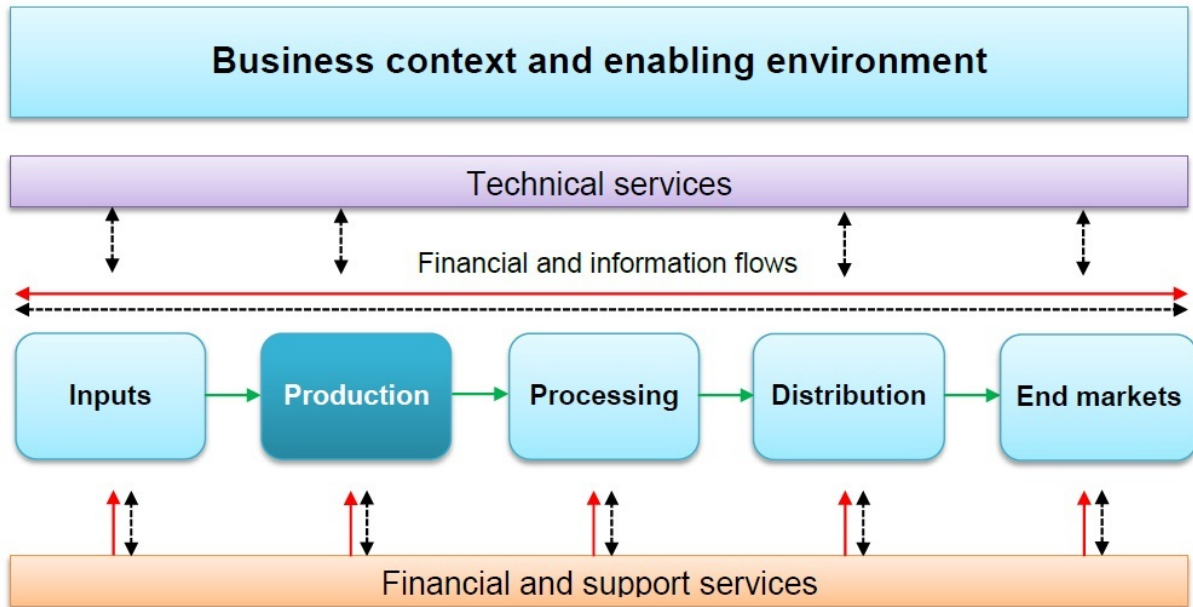 Business context and enabling environment
Technical services
Financial and information flows
Inputs
Production
Processing
Distribution
End markets
Financial and support services